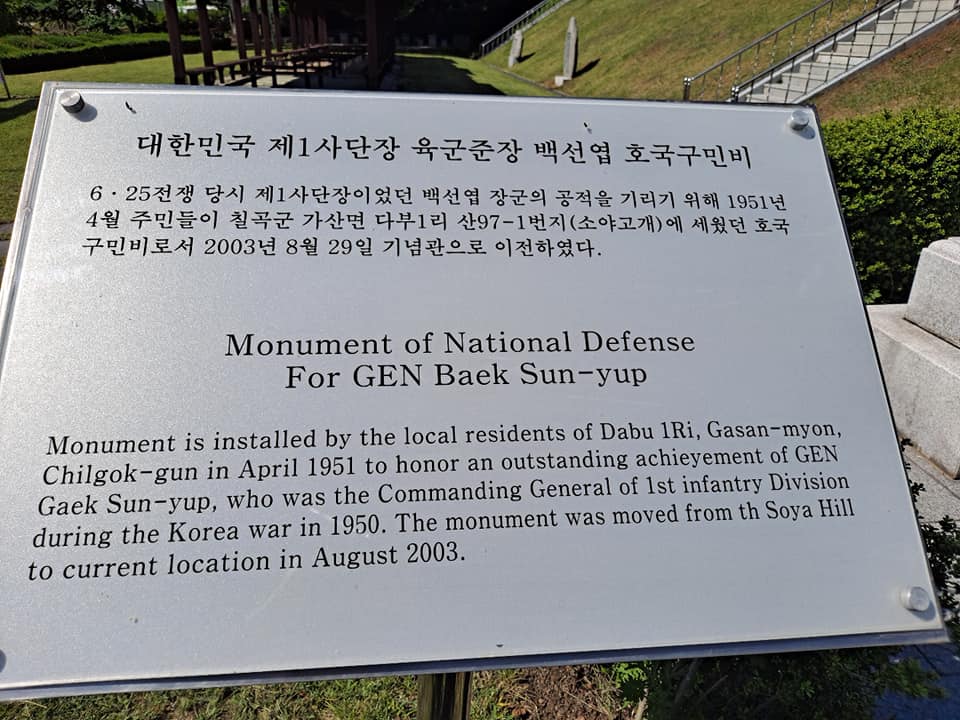 대한민국 제1사단장 육군준장 백선엽 호국구민비
6·25전쟁 당시 제1사단장이었던 백선엽 장군의 공적을 기리기 위해 1951년
4월 주민들이 칠곡군 가산면 다부1리 산97-1번지(소야고개)에 세웠던 호국
구민비로서 2003년 8월 29일 기념관으로 이전하였다.
Monument of National Defense
For GEN Baek Sun-yup
Monument is installed by the local residents of Dabu 1Ri, Gasan-myon,
Chilgok-gun in April 1951 to honor an outstanding achieyement of GEN
Gaek Sun-yup, who was the Commanding General of 1st infantry Division
during the Korea war in 1950. The monument was moved from th Soya Hill
to current location in August 2003.